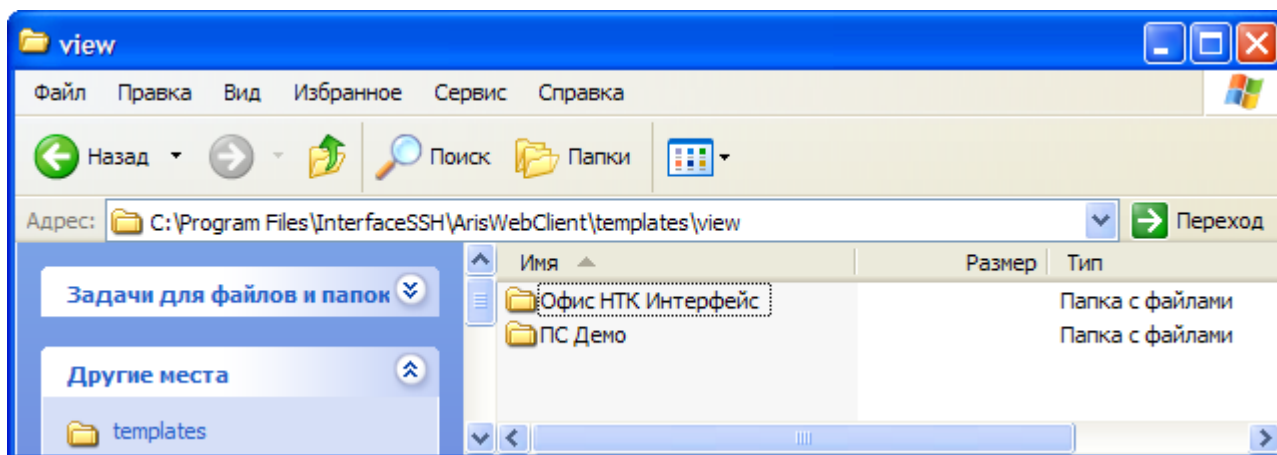 view
Файл Правка Вид Избранное Сервис Справка
Назад Поиск Папки
Адрес: C:\Program Files\InterfaceSSH\ArisWebClient\templates\view Переход
Имя Размер Тип
Задачи для файлов и папок
Офис НТК Интерфейс Папка с файлами
ПС Демо Папка с файлами
Другие места
templates